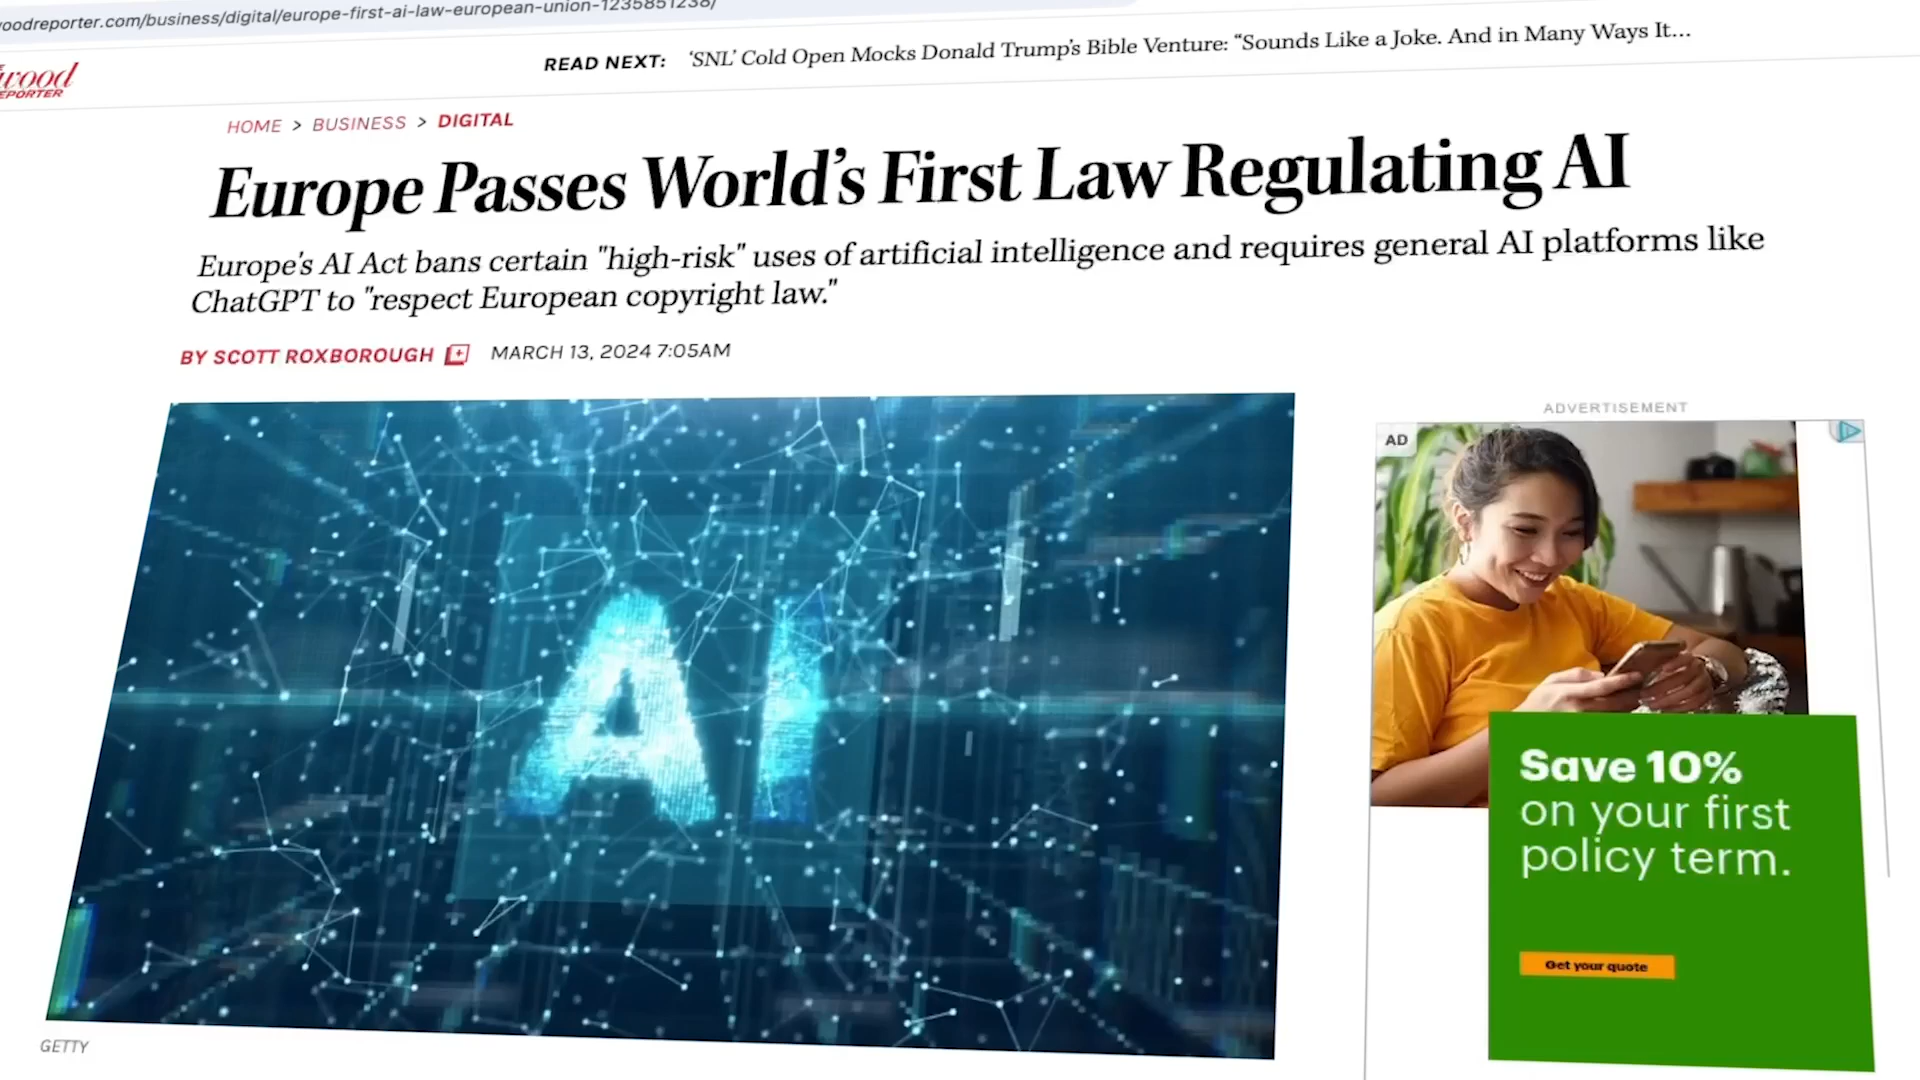 oodreporter.com/business/digital/europe-first-ai-law-european-union-1235851238/
READ NEXT: ‘SNL’ Cold Open Mocks Donald Trump’s Bible Venture: “Sounds Like a Joke. And in Many Ways It…
wood
REPORTER
HOME > BUSINESS > DIGITAL
Europe Passes World’s First Law Regulating AI
Europe's AI Act bans certain "high-risk" uses of artificial intelligence and requires general AI platforms like
ChatGPT to "respect European copyright law."
BY SCOTT ROXBOROUGH MARCH 13, 2024 7:05AM
ADVERTISEMENT
AD
AI
Save 10%
on your first
policy term.
Get your quote
GETTY